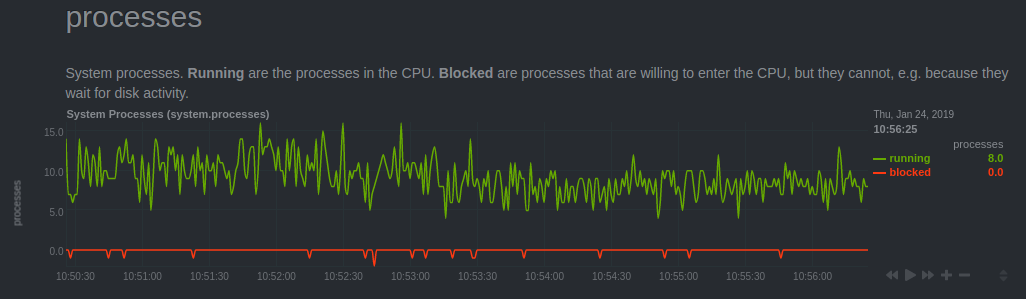 processes
System processes. Running are the processes in the CPU. Blocked are processes that are willing to enter the CPU, but they cannot, e.g. because they
wait for disk activity.
System Processes (system.processes)
Thu, Jan 24, 2019
10:56:25
processes
running 8.0
blocked 0.0
processes
15.0
10.0
5.0
0.0
10:50:30 10:51:00 10:51:30 10:52:00 10:52:30 10:53:00 10:53:30 10:54:00 10:54:30 10:55:00 10:55:30 10:56:00